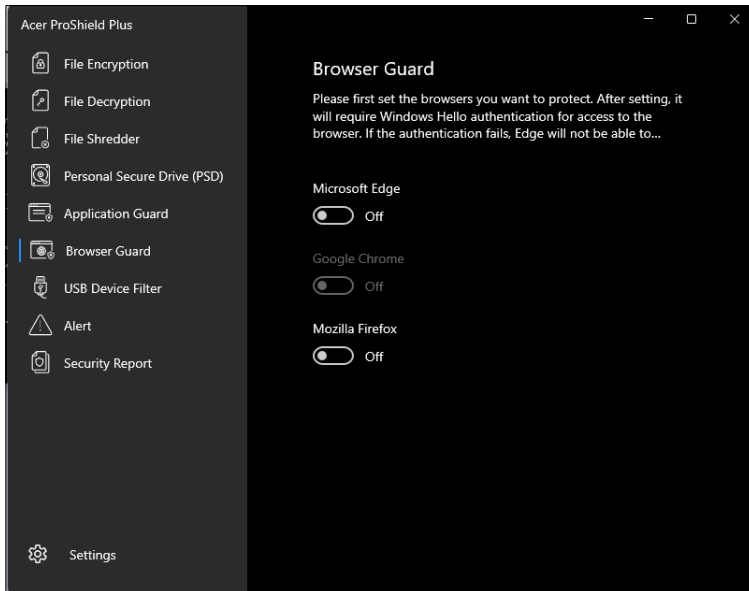 Acer ProShield Plus
File Encryption
File Decryption
File Shredder
Personal Secure Drive (PSD)
Application Guard
Browser Guard
USB Device Filter
Alert
Security Report
Settings
Browser Guard
Please first set the browsers you want to protect. After setting, it
will require Windows Hello authentication for access to the
browser. If the authentication fails, Edge will not be able to...
Microsoft Edge
Off
Google Chrome
Off
Mozilla Firefox
Off